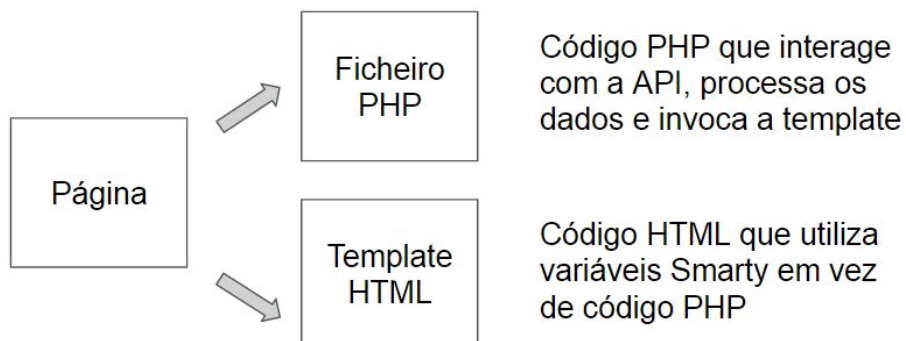 Página
Ficheiro
PHP
Código PHP que interage
com a API, processa os
dados e invoca a template
Template
HTML
Código HTML que utiliza
variáveis Smarty em vez
de código PHP